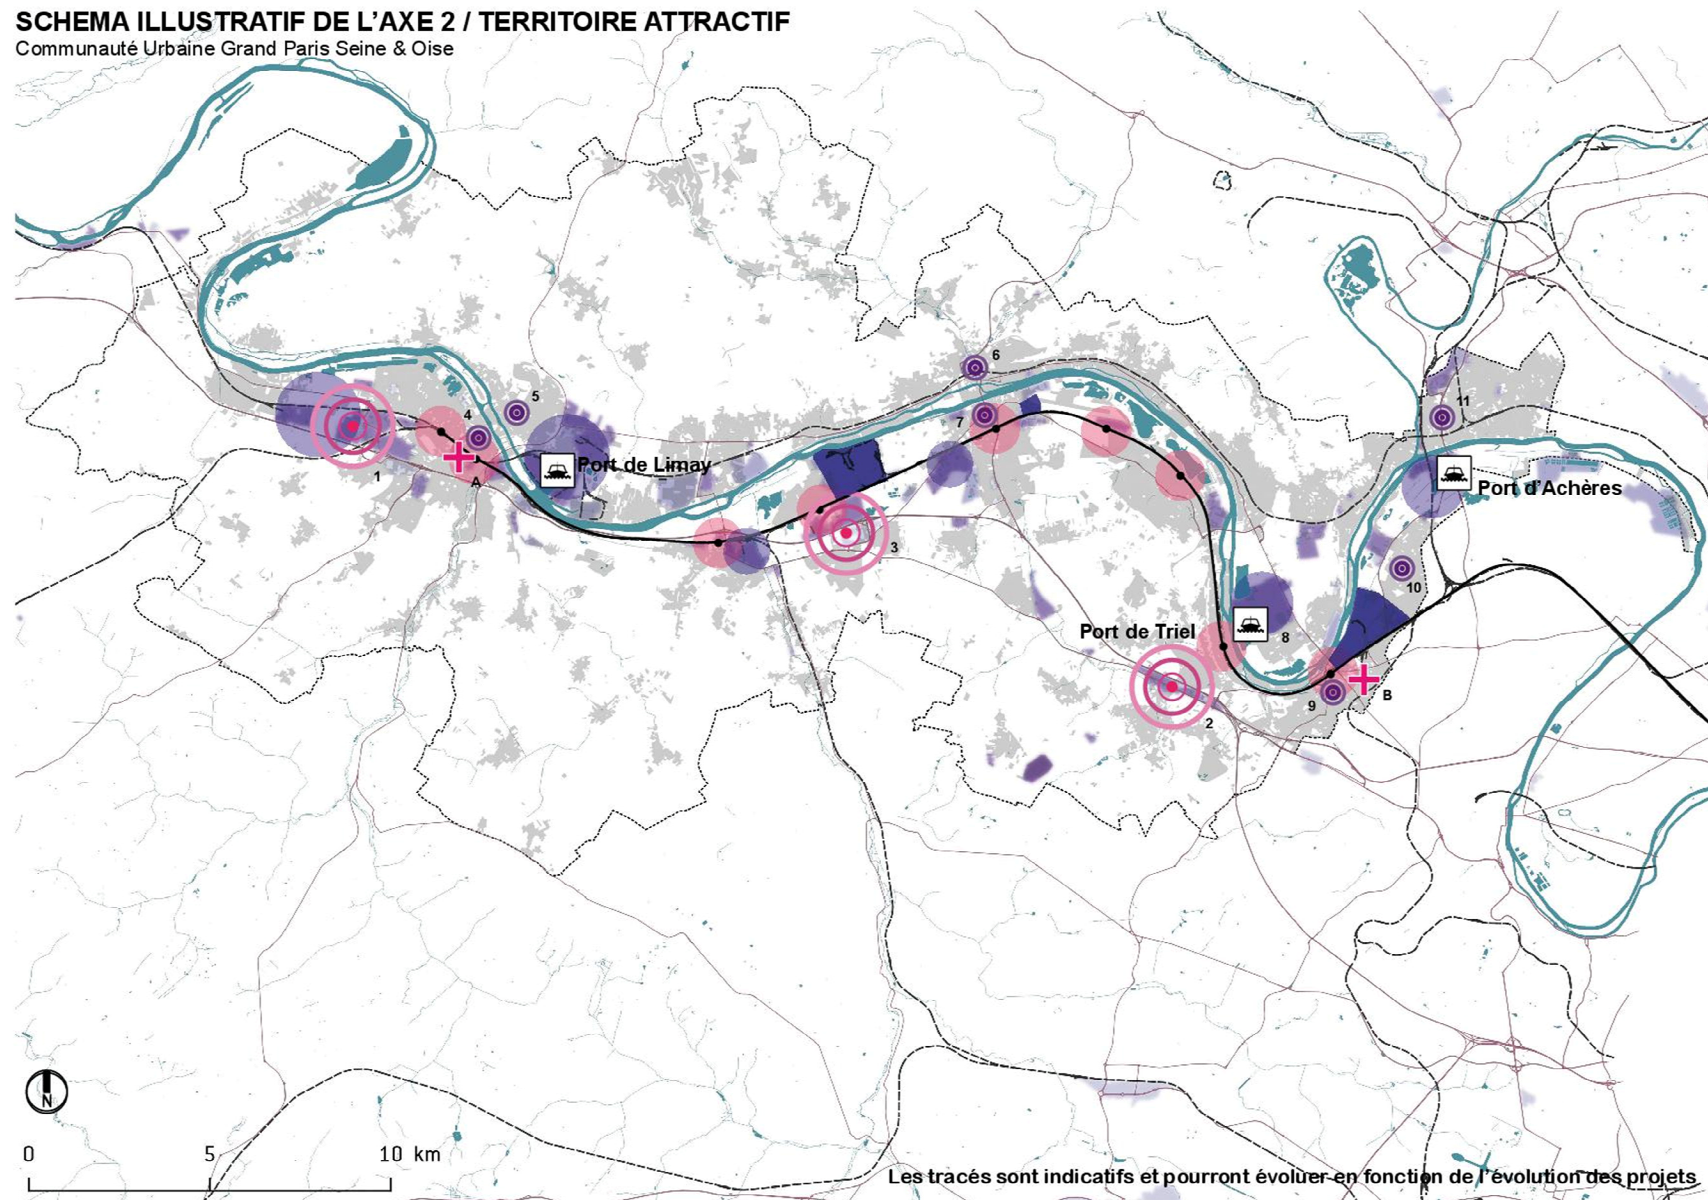 SCHEMA ILLUSTRATIF DE L'AXE 2 / TERRITOIRE ATTRACTIF
Communauté Urbaine Grand Paris Seine & Oise
6
5
4
7
11
Port de Limay
1
A
Port d'Achères
3
10
Port de Triel
8
9
B
2
N
0 5 10 km
Les tracés sont indicatifs et pourront évoluer en fonction de l'évolution des projets